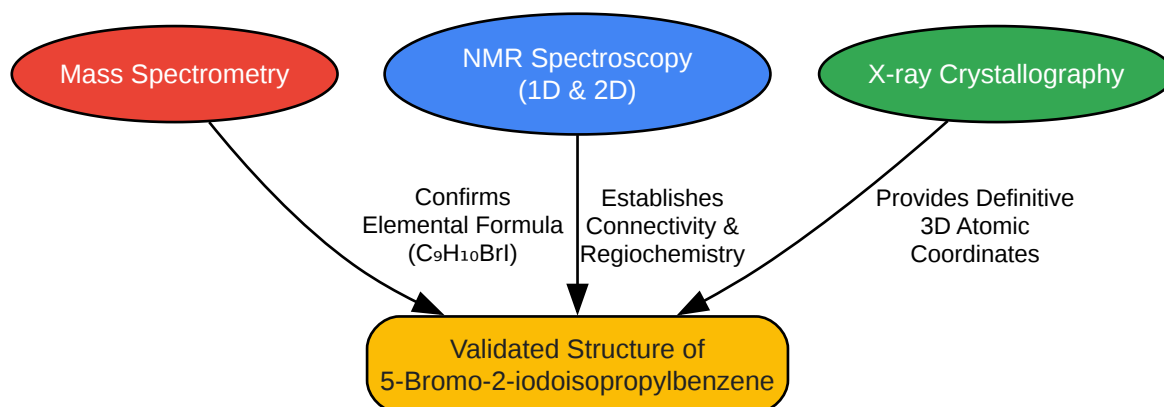 Mass Spectrometry
NMR Spectroscopy
(1D & 2D)
X-ray Crystallography
Confirms
Elemental Formula
(C₉H₁₀BrI)
Establishes
Connectivity &
Regiochemistry
Provides Definitive
3D Atomic
Coordinates
Validated Structure of
5-Bromo-2-iodoisopropylbenzene